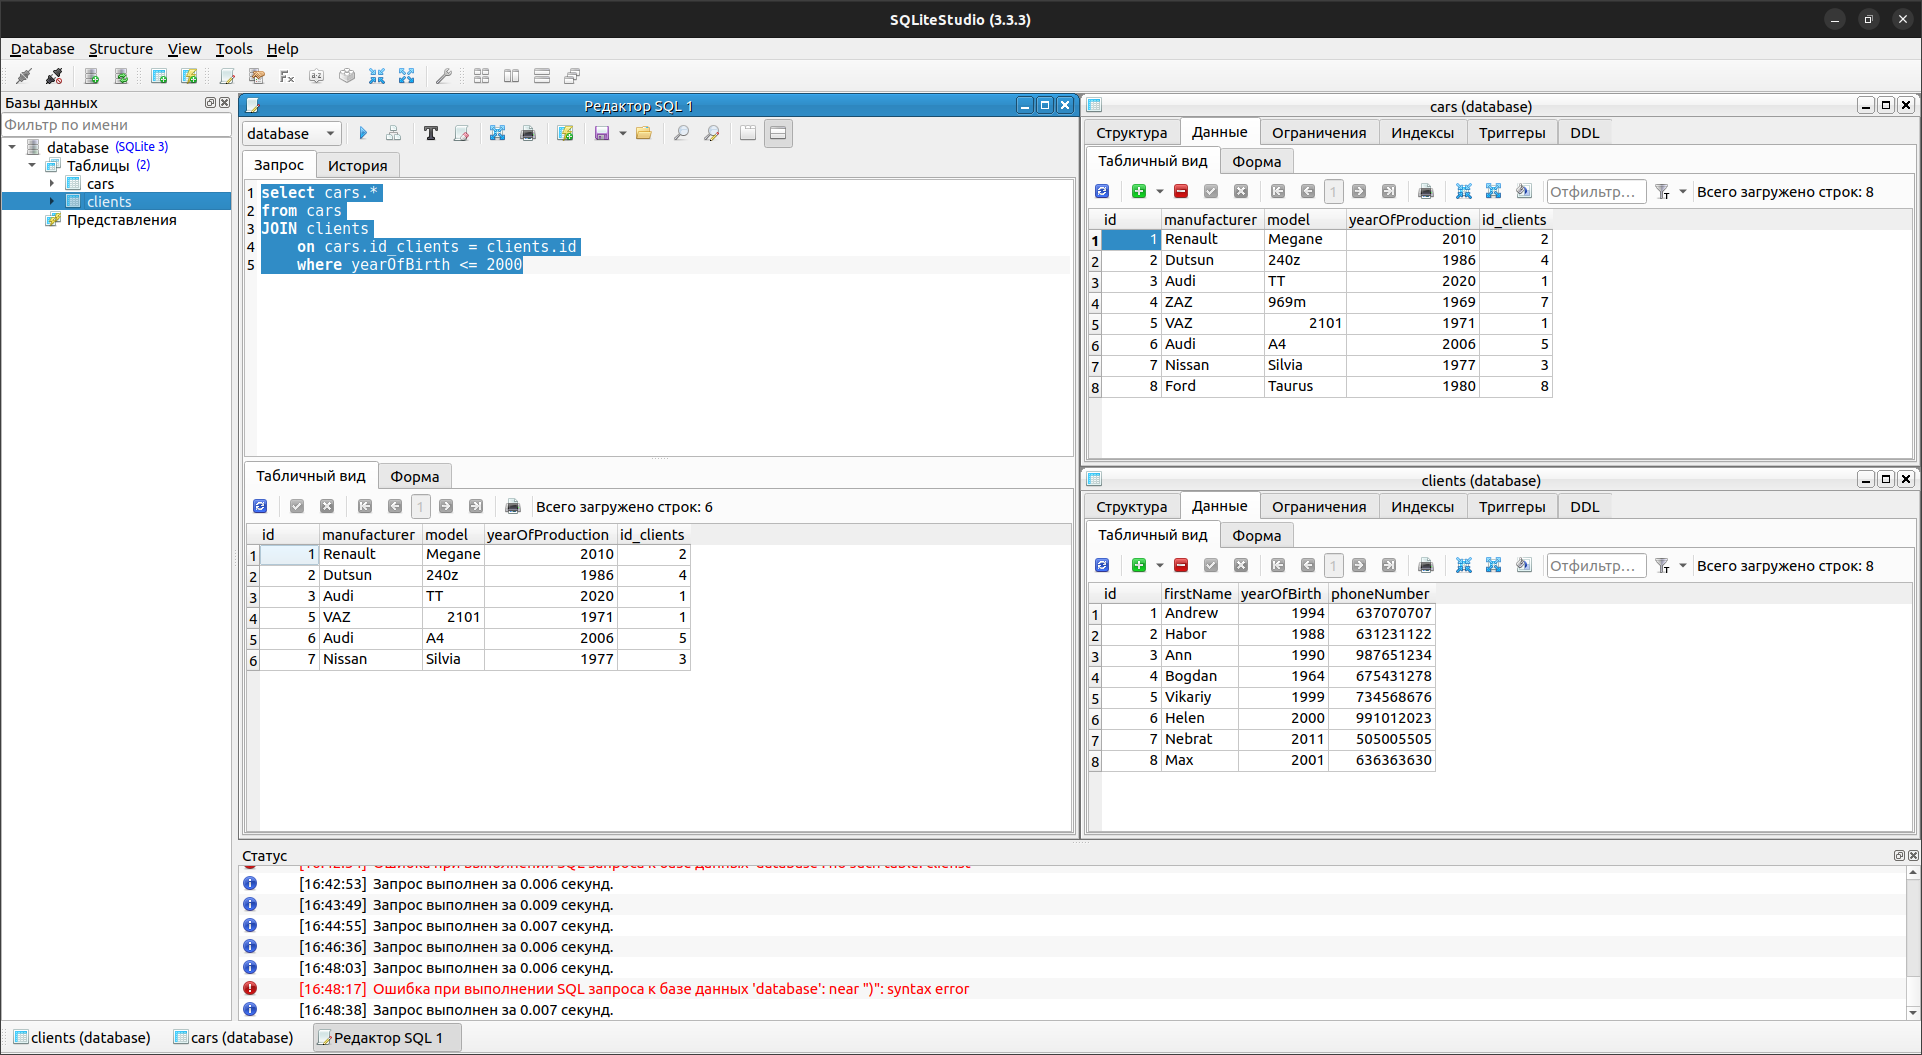 SQLiteStudio (3.3.3)
Database Structure View Tools Help
Базы данных
Фильтр по имени
database (SQLite 3)
Таблицы (2)
cars
clients
Представления
Редактор SQL 1
database
Запрос История
1 select cars.*
2 from cars
3 JOIN clients
4 on cars.id_clients = clients.id
5 where yearOfBirth <= 2000
Табличный вид Форма
1 Всего загружено строк: 6
id manufacturer model yearOfProduction id_clients
1 1 Renault Megane 2010 2
2 2 Dutsun 240z 1986 4
3 3 Audi TT 2020 1
4 5 VAZ 2101 1971 1
5 6 Audi A4 2006 5
6 7 Nissan Silvia 1977 3
cars (database)
Структура Данные Ограничения Индексы Триггеры DDL
Табличный вид Форма
1 Отфильтр... Всего загружено строк: 8
id manufacturer model yearOfProduction id_clients
1 1 Renault Megane 2010 2
2 2 Dutsun 240z 1986 4
3 3 Audi TT 2020 1
4 4 ZAZ 969m 1969 7
5 5 VAZ 2101 1971 1
6 6 Audi A4 2006 5
7 7 Nissan Silvia 1977 3
8 8 Ford Taurus 1980 8
clients (database)
Структура Данные Ограничения Индексы Триггеры DDL
Табличный вид Форма
1 Отфильтр... Всего загружено строк: 8
id firstName yearOfBirth phoneNumber
1 1 Andrew 1994 637070707
2 2 Habor 1988 631231122
3 3 Ann 1990 987651234
4 4 Bogdan 1964 675431278
5 5 Vikariy 1999 734568676
6 6 Helen 2000 991012023
7 7 Nebrat 2011 505005505
8 8 Max 2001 636363630
Статус
Ошибка при выполнении SQL запроса к базе данных 'database': no such table: clienst
[16:42:53] Запрос выполнен за 0.006 секунд.
[16:43:49] Запрос выполнен за 0.009 секунд.
[16:44:55] Запрос выполнен за 0.007 секунд.
[16:46:36] Запрос выполнен за 0.006 секунд.
[16:48:03] Запрос выполнен за 0.006 секунд.
[16:48:17] Ошибка при выполнении SQL запроса к базе данных 'database': near ")": syntax error
[16:48:38] Запрос выполнен за 0.007 секунд.
clients (database) cars (database) Редактор SQL 1